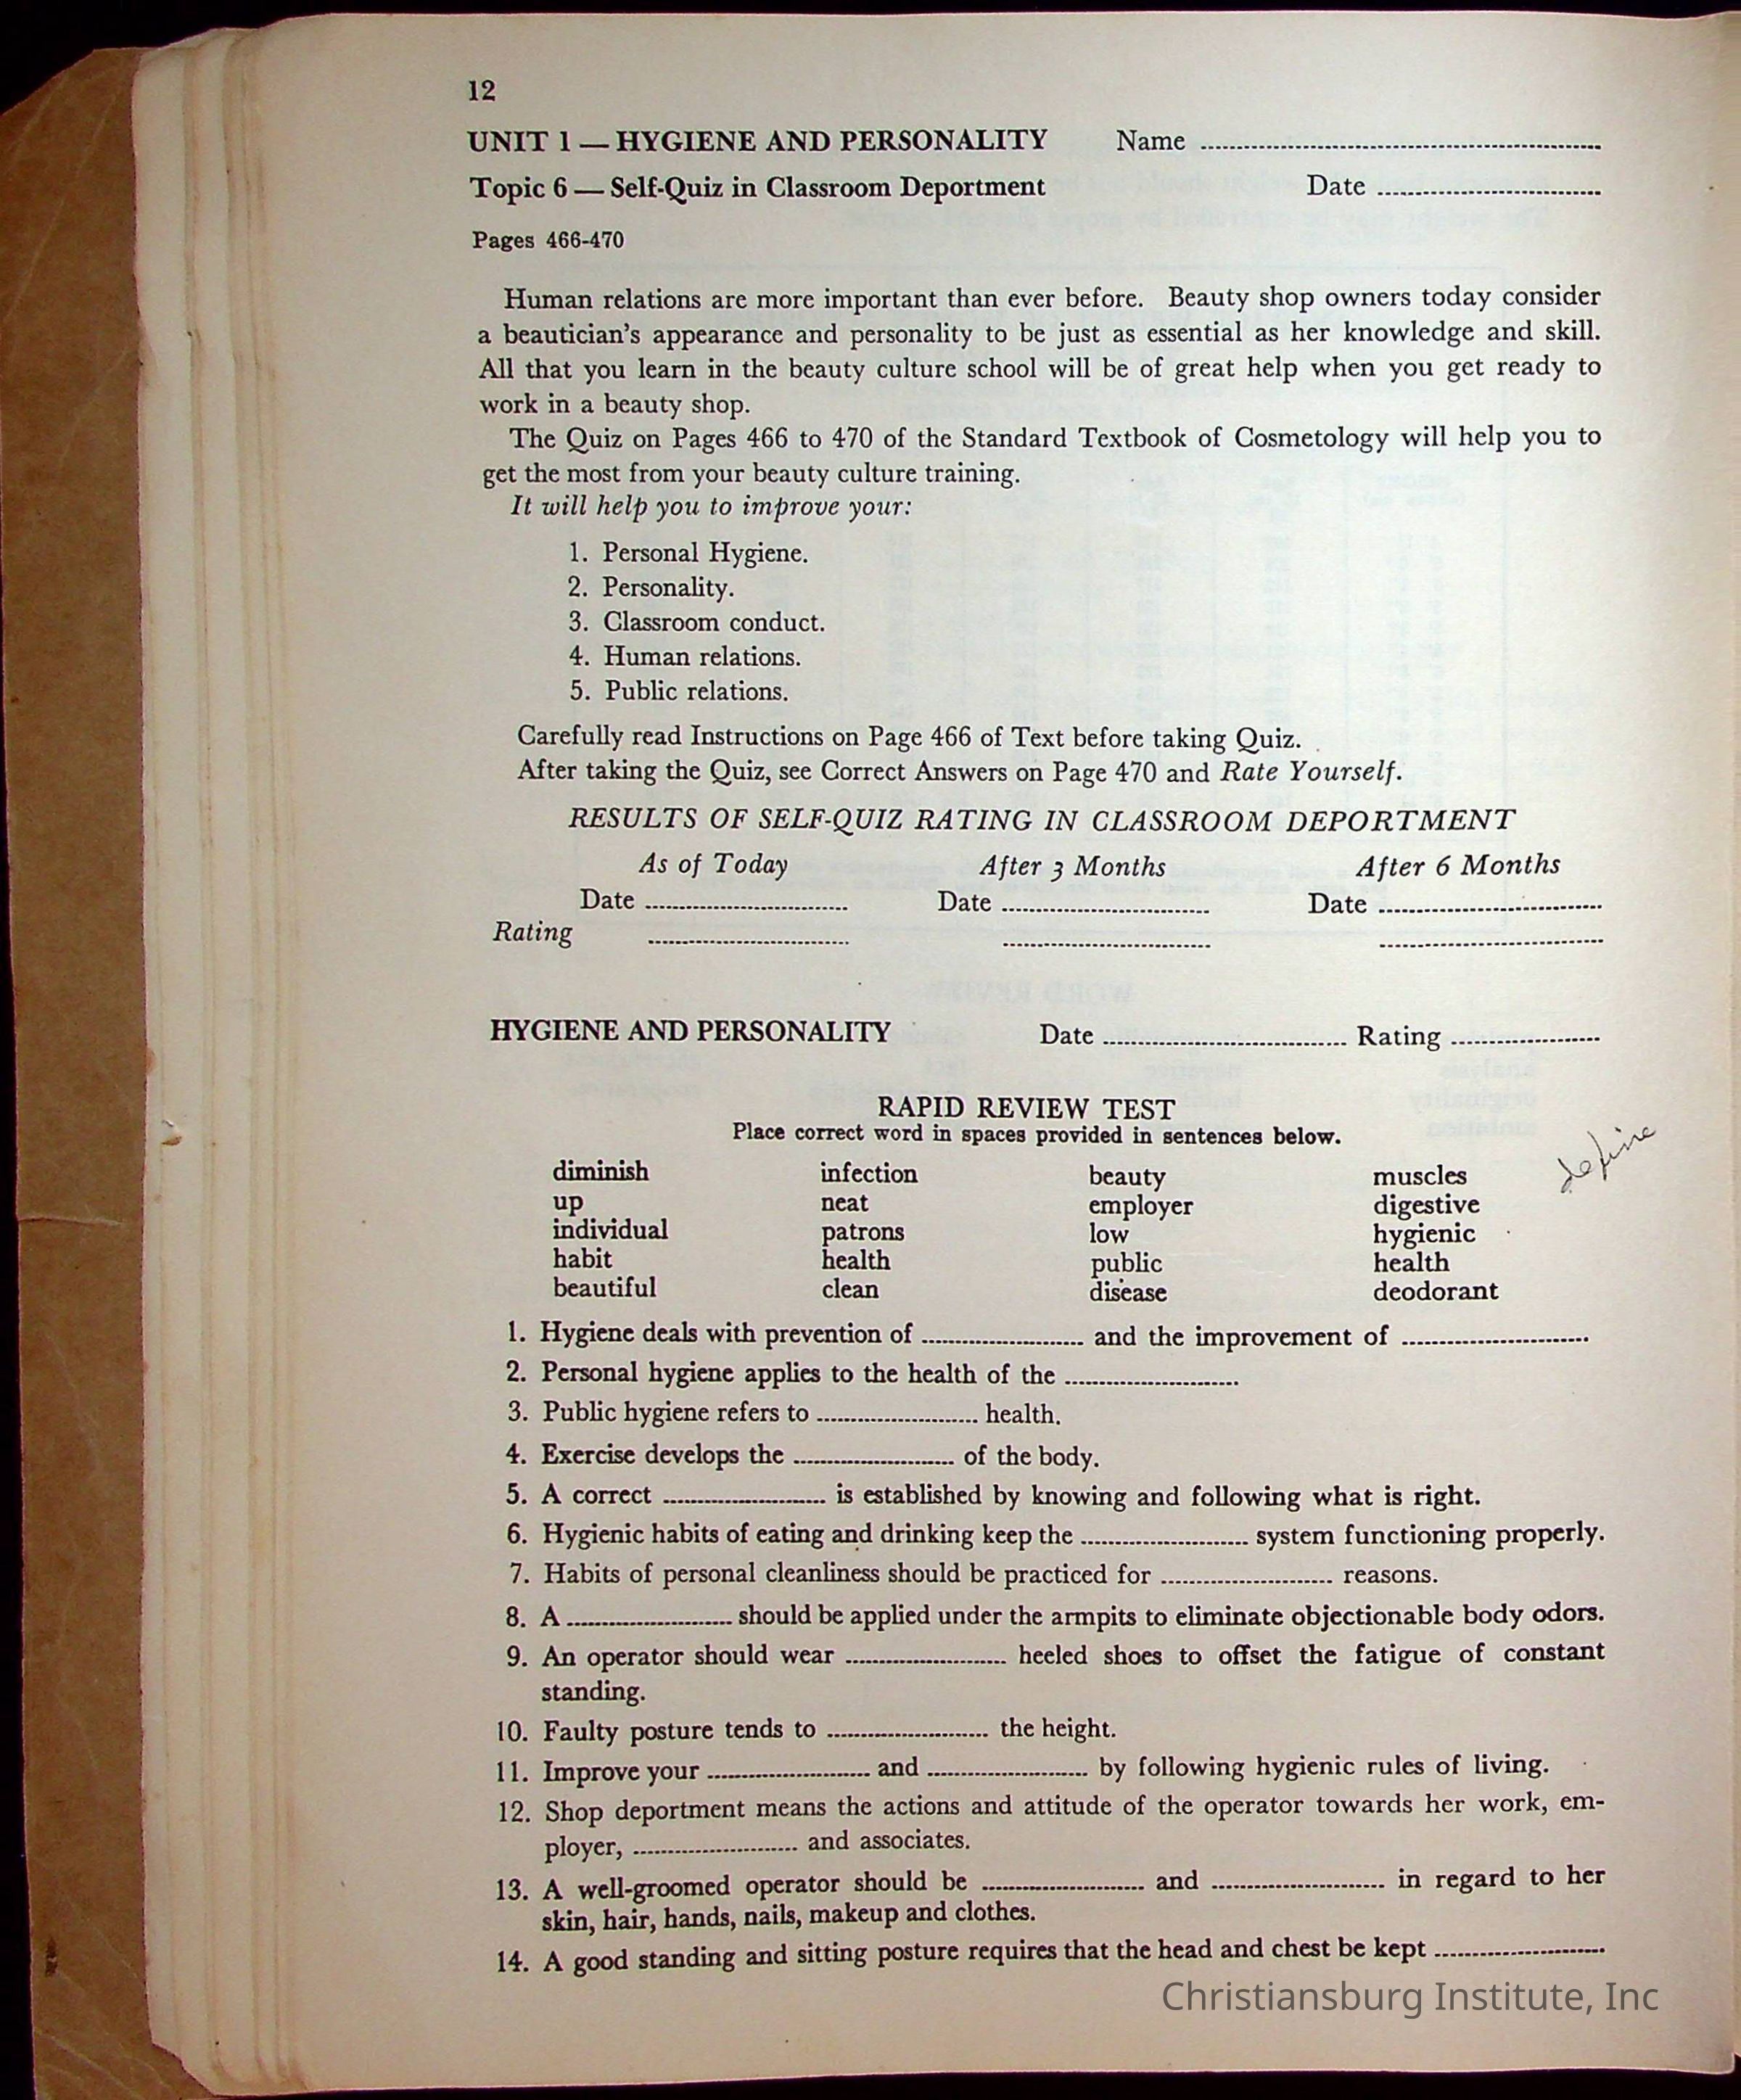 12
UNIT 1 — HYGIENE AND PERSONALITY Name ........................
Topic 6 — Self-Quiz in Classroom Deportment Date ........................
Pages 466-470
Human relations are more important than ever before. Beauty shop owners today consider
a beautician's appearance and personality to be just as essential as her knowledge and skill.
All that you learn in the beauty culture school will be of great help when you get ready to
work in a beauty shop.
The Quiz on Pages 466 to 470 of the Standard Textbook of Cosmetology will help you to
get the most from your beauty culture training.
It will help you to improve your:
1. Personal Hygiene.
2. Personality.
3. Classroom conduct.
4. Human relations.
5. Public relations.
Carefully read Instructions on Page 466 of Text before taking Quiz.
After taking the Quiz, see Correct Answers on Page 470 and Rate Yourself.
RESULTS OF SELF-QUIZ RATING IN CLASSROOM DEPORTMENT
As of Today After 3 Months After 6 Months
Date ........................ Date ........................ Date ........................
Rating ........................ ........................ ........................
HYGIENE AND PERSONALITY Date ........................ Rating ........................
RAPID REVIEW TEST
Place correct word in spaces provided in sentences below.
define
diminish infection beauty muscles
up neat employer digestive
individual patrons low hygienic
habit health public health
beautiful clean disease deodorant
1. Hygiene deals with prevention of ........................ and the improvement of ........................
2. Personal hygiene applies to the health of the ........................
3. Public hygiene refers to ........................ health.
4. Exercise develops the ........................ of the body.
5. A correct ........................ is established by knowing and following what is right.
6. Hygienic habits of eating and drinking keep the ........................ system functioning properly.
7. Habits of personal cleanliness should be practiced for ........................ reasons.
8. A ........................ should be applied under the armpits to eliminate objectionable body odors.
9. An operator should wear ........................ heeled shoes to offset the fatigue of constant
standing.
10. Faulty posture tends to ........................ the height.
11. Improve your ........................ and ........................ by following hygienic rules of living.
12. Shop deportment means the actions and attitude of the operator towards her work, em-
ployer, ........................ and associates.
13. A well-groomed operator should be ........................ and ........................ in regard to her
skin, hair, hands, nails, makeup and clothes.
14. A good standing and sitting posture requires that the head and chest be kept ........................
Christiansburg Institute, Inc